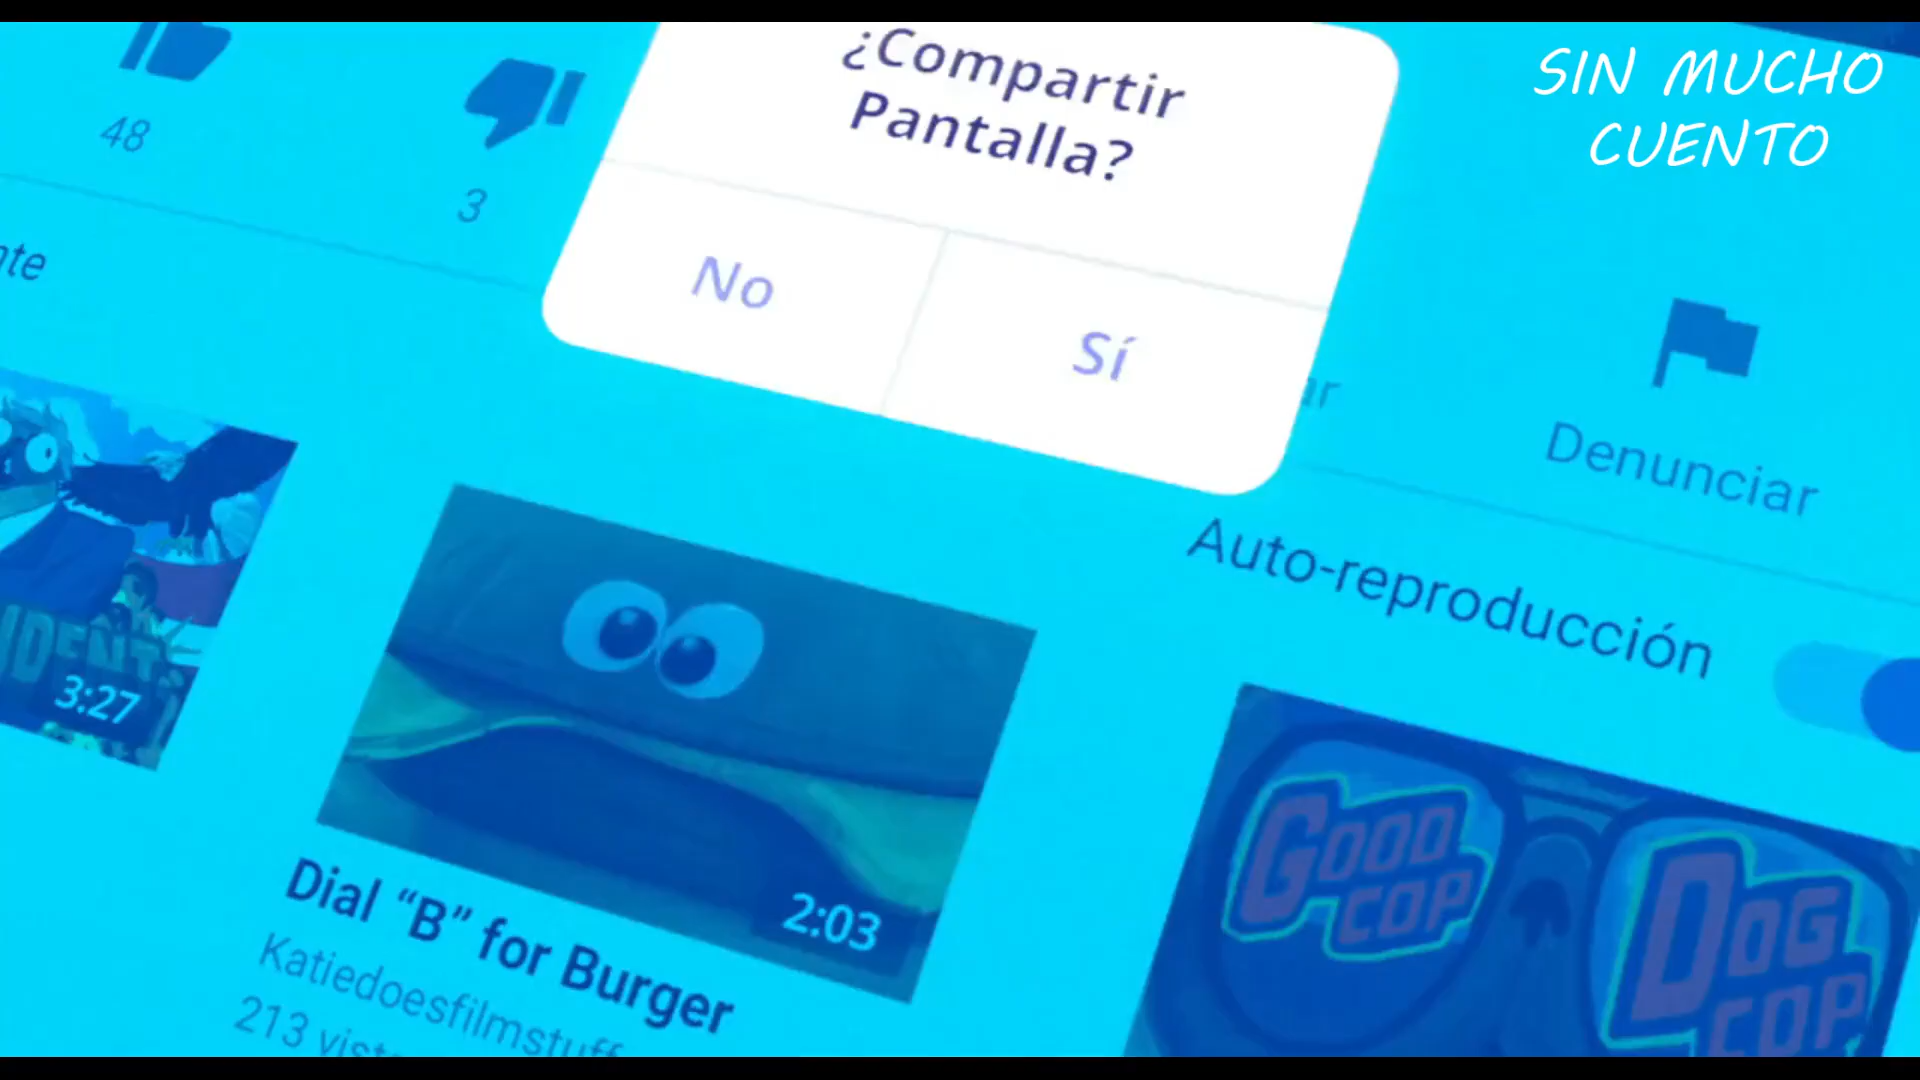 ¿Compartir
Pantalla?
No
Sí
SIN MUCHO
CUENTO
48
3
Denunciar
Auto-reproducción
3:27
2:03
Dial “B” for Burger
Katiedoesfilmstuff
213
GOOD
COP
DOG
COP